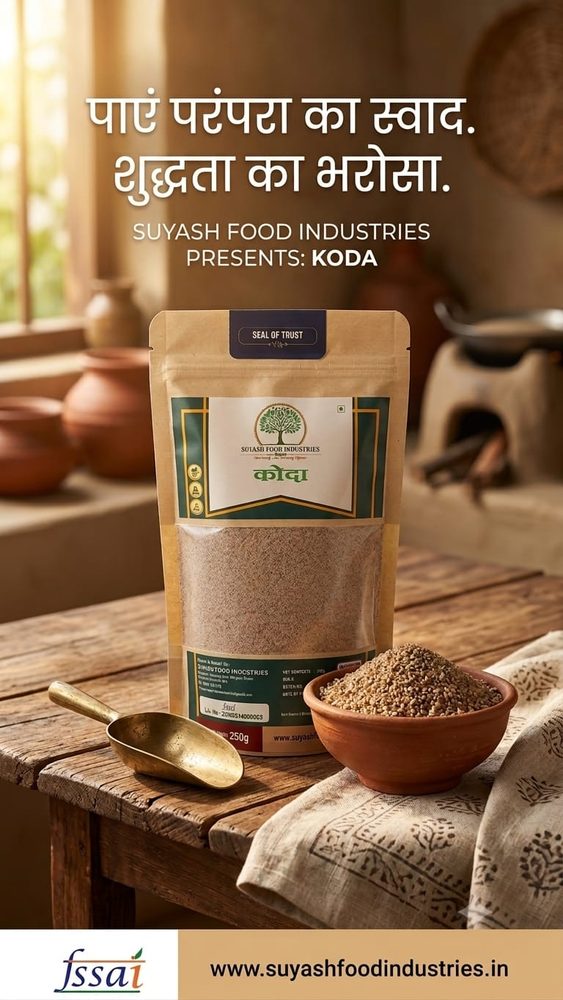 पाएं परंपरा का स्वाद.
शुद्धता का भरोसा.
SUYASH FOOD INDUSTRIES
PRESENTS: KODA
SEAL OF TRUST
SUYASH FOOD INDUSTRIES
कोदा
250g
fssai
www.suyashfoodindustries.in